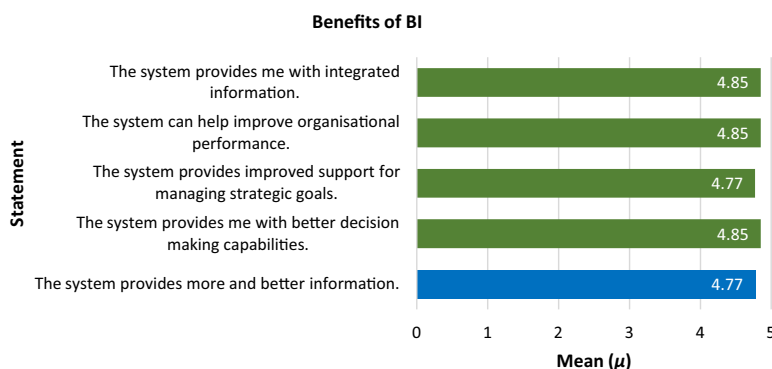 Benefits of BI
The system provides me with integrated
information.
4.85
The system can help improve organisational
performance.
4.85
The system provides improved support for
managing strategic goals.
4.77
The system provides me with better decision
making capabilities.
4.85
The system provides more and better information.
4.77
Statement
0 1 2 3 4 5
Mean (μ)